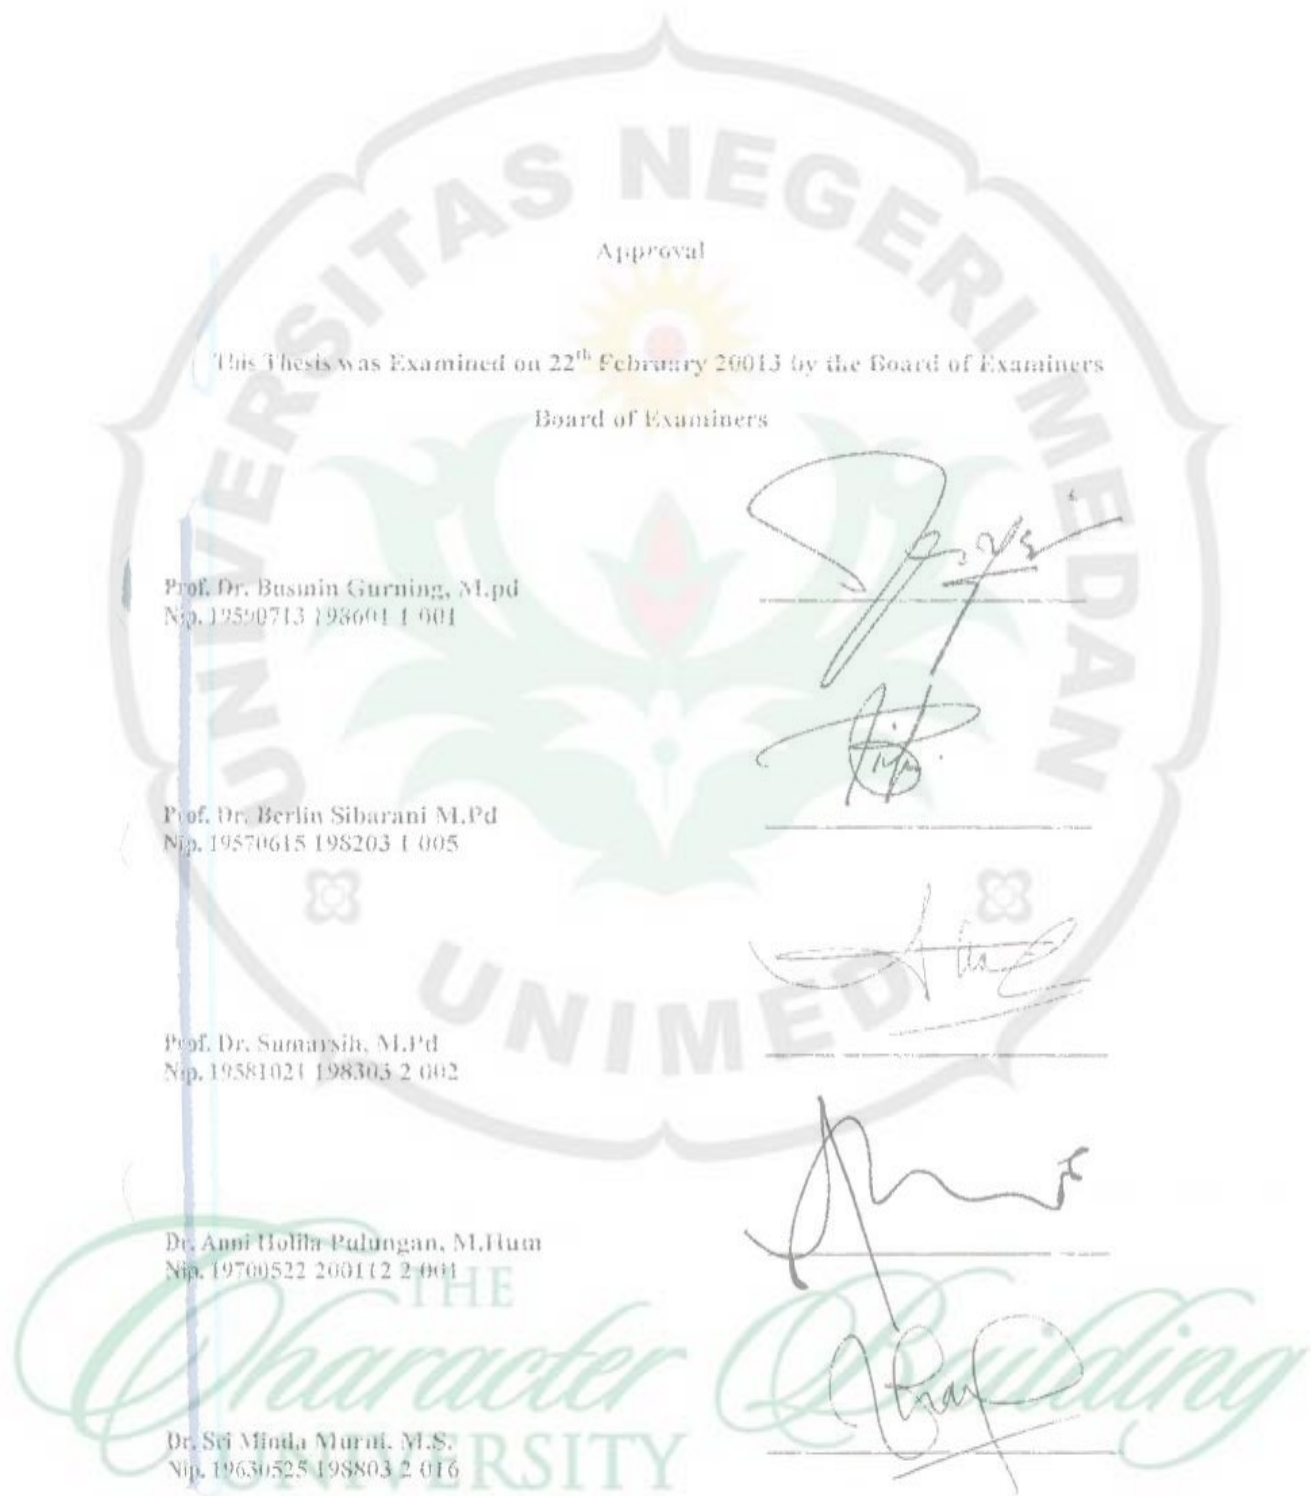 UNIVERSITAS NEGERI MEDAN
Approval
This Thesis was Examined on 22th February 20013 by the Board of Examiners
Board of Examiners
Prof. Dr. Busmin Gurning, M.pd
Nip. 19590713 198601 1 001
Prof. Dr. Berlin Sibarani M.Pd
Nip. 19570615 198203 1 005
UNIMED
Prof. Dr. Sumarsih, M.Pd
Nip. 19581021 198303 2 002
Dr. Anni Holila Pulungan, M.Hum
Nip. 19700522 200112 2 001
THE
Character Building
Dr. Sri Minda Murni, M.S.
Nip. 19630525 198803 2 016
UNIVERSITY